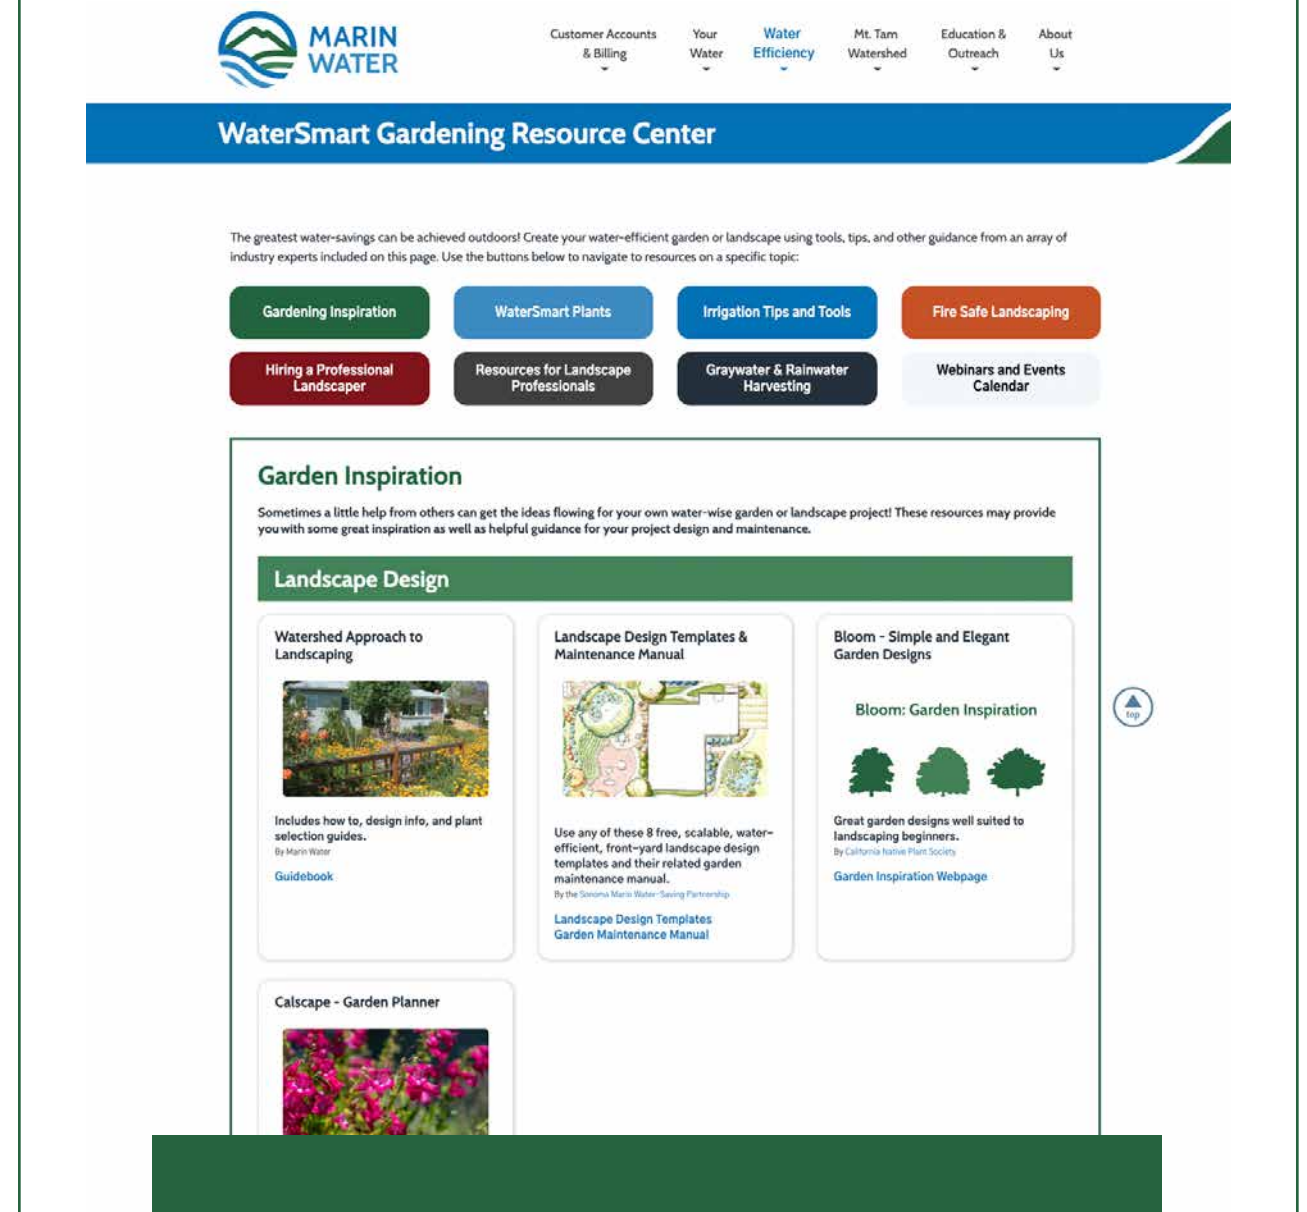 MARIN
WATER
Customer Accounts
& Billing
Your
Water
Water
Efficiency
Mt. Tam
Watershed
Education &
Outreach
About
Us
WaterSmart Gardening Resource Center
The greatest water-savings can be achieved outdoors! Create your water-efficient garden or landscape using tools, tips, and other guidance from an array of
industry experts included on this page. Use the buttons below to navigate to resources on a specific topic:
Gardening Inspiration
WaterSmart Plants
Irrigation Tips and Tools
Fire Safe Landscaping
Hiring a Professional
Landscaper
Resources for Landscape
Professionals
Graywater & Rainwater
Harvesting
Webinars and Events
Calendar
Garden Inspiration
Sometimes a little help from others can get the ideas flowing for your own water-wise garden or landscape project! These resources may provide
you with some great inspiration as well as helpful guidance for your project design and maintenance.
Landscape Design
Watershed Approach to
Landscaping
Includes how to, design info, and plant
selection guides.
By Marin Water
Guidebook
Landscape Design Templates &
Maintenance Manual
Use any of these 8 free, scalable, water-
efficient, front-yard landscape design
templates and their related garden
maintenance manual.
By the Sonoma Marin Water-Saving Partnership
Landscape Design Templates
Garden Maintenance Manual
Bloom - Simple and Elegant
Garden Designs
Bloom: Garden Inspiration
Great garden designs well suited to
landscaping beginners.
By California Native Plant Society
Garden Inspiration Webpage
top
Calscape - Garden Planner